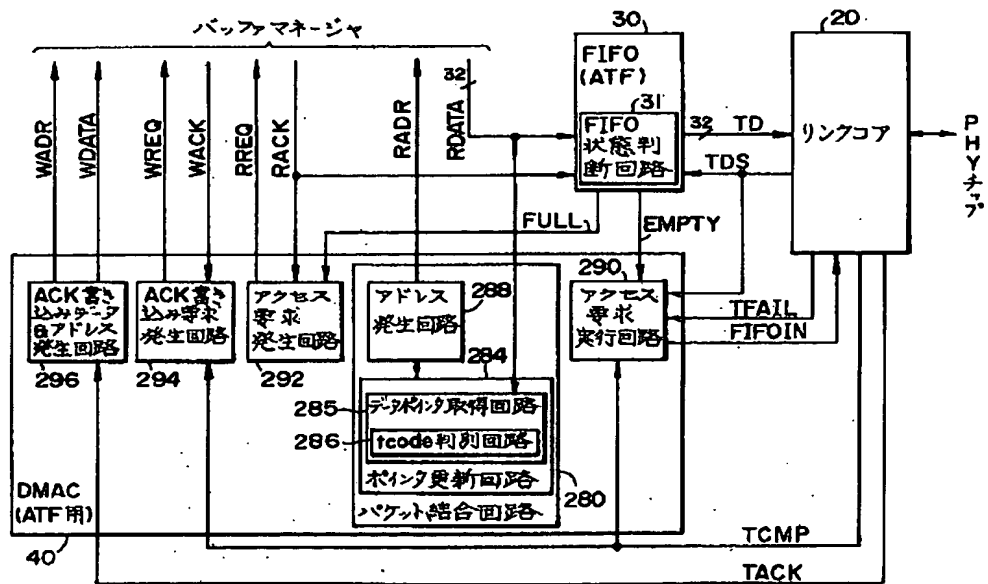 バッファマネージャ
WADR
WDATA
WREQ
WACK
RREQ
RACK
RADR
RDATA
32
30
FIFO
(ATF)
31
FIFO
状態判
断回路
32
TD
TDS
20
リンクコア
PHYチップ
FULL
EMPTY
290
アクセス
要求
実行回路
TFAIL
FIFOIN
ACK書き
込みデータ
&アドレス
発生回路
296
ACK書き
込み要求
発生回路
294
アクセス
要求
発生回路
292
アドレス
発生回路
288
284
285
データポインタ取得回路
286
tcode判別回路
ポインタ更新回路
280
パケット結合回路
DMAC
(ATF用)
40
TCMP
TACK